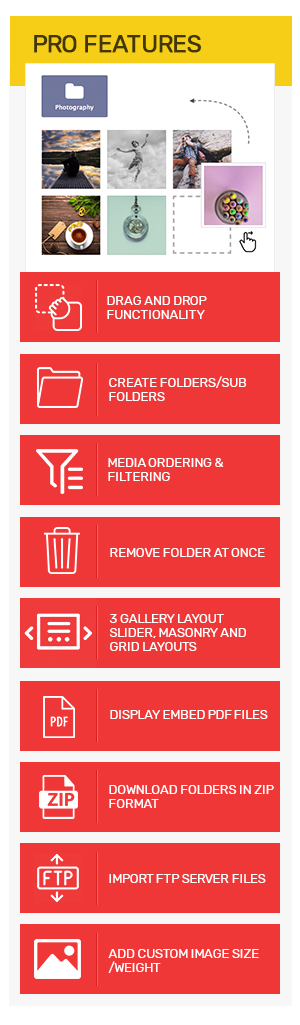 PRO FEATURES
Photography
DRAG AND DROP
FUNCTIONALITY
CREATE FOLDERS/SUB
FOLDERS
MEDIA ORDERING &
FILTERING
REMOVE FOLDER AT ONCE
3 GALLERY LAYOUT
SLIDER, MASONRY AND
GRID LAYOUTS
PDF
DISPLAY EMBED PDF FILES
ZIP
DOWNLOAD FOLDERS IN ZIP
FORMAT
FTP
IMPORT FTP SERVER FILES
ADD CUSTOM IMAGE SIZE
/WEIGHT